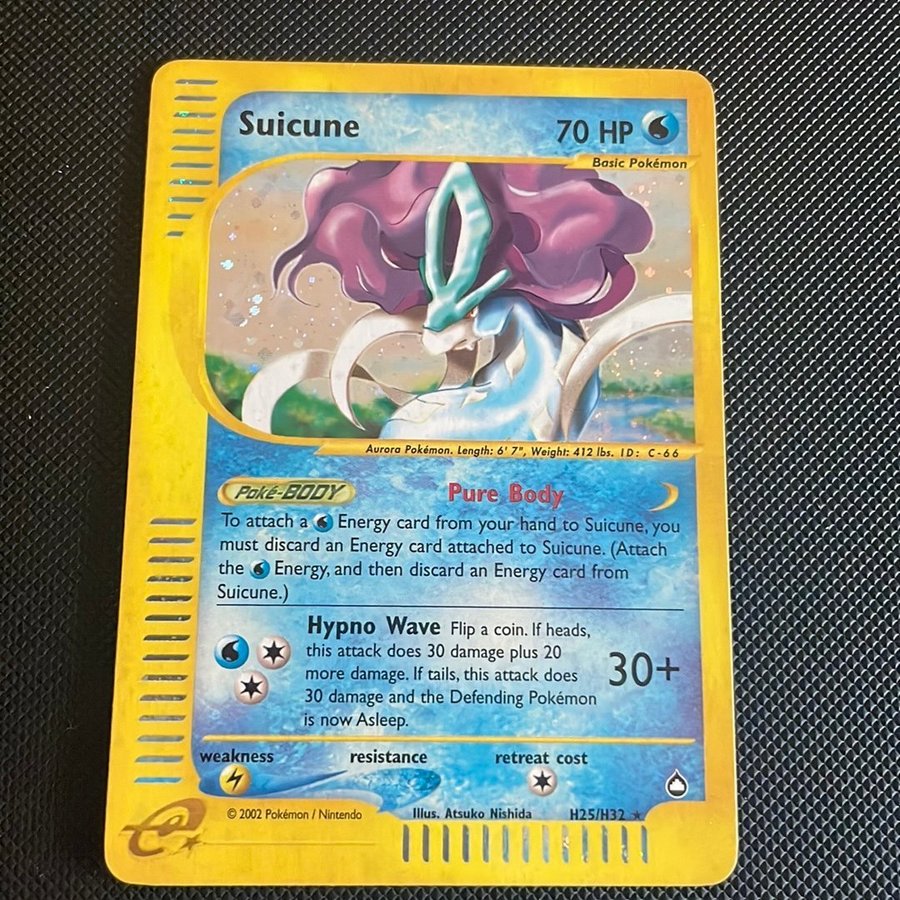 Suicune
70 HP
Basic Pokémon
Aurora Pokémon. Length: 6' 7", Weight: 412 lbs. ID: C-66
Poké-BODY
Pure Body
To attach a Energy card from your hand to Suicune, you
must discard an Energy card attached to Suicune. (Attach
the Energy, and then discard an Energy card from
Suicune.)
Hypno Wave Flip a coin. If heads,
this attack does 30 damage plus 20
more damage. If tails, this attack does
30 damage and the Defending Pokémon
is now Asleep.
30+
weakness
resistance
retreat cost
© 2002 Pokémon / Nintendo
Illus. Atsuko Nishida
H25/H32 ★
e